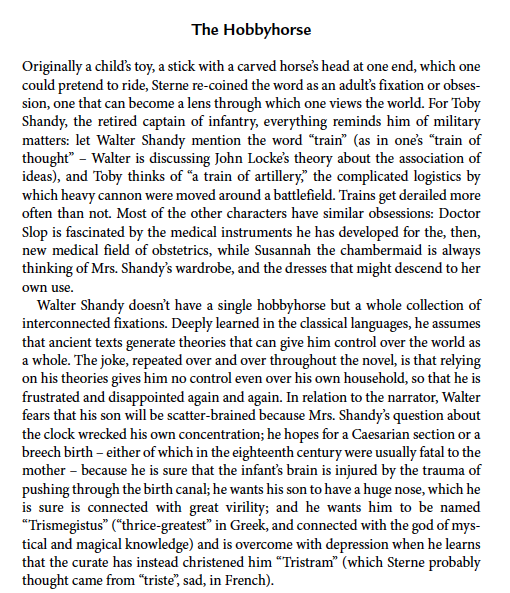 The Hobbyhorse
Originally a child's toy, a stick with a carved horse's head at one end, which one
could pretend to ride, Sterne re-coined the word as an adult's fixation or obses-
sion, one that can become a lens through which one views the world. For Toby
Shandy, the retired captain of infantry, everything reminds him of military
matters: let Walter Shandy mention the word “train” (as in one's “train of
thought” – Walter is discussing John Locke's theory about the association of
ideas), and Toby thinks of “a train of artillery,” the complicated logistics by
which heavy cannon were moved around a battlefield. Trains get derailed more
often than not. Most of the other characters have similar obsessions: Doctor
Slop is fascinated by the medical instruments he has developed for the, then,
new medical field of obstetrics, while Susannah the chambermaid is always
thinking of Mrs. Shandy's wardrobe, and the dresses that might descend to her
own use.
Walter Shandy doesn't have a single hobbyhorse but a whole collection of
interconnected fixations. Deeply learned in the classical languages, he assumes
that ancient texts generate theories that can give him control over the world as
a whole. The joke, repeated over and over throughout the novel, is that relying
on his theories gives him no control even over his own household, so that he is
frustrated and disappointed again and again. In relation to the narrator, Walter
fears that his son will be scatter-brained because Mrs. Shandy's question about
the clock wrecked his own concentration; he hopes for a Caesarian section or a
breech birth – either of which in the eighteenth century were usually fatal to the
mother – because he is sure that the infant's brain is injured by the trauma of
pushing through the birth canal; he wants his son to have a huge nose, which he
is sure is connected with great virility; and he wants him to be named
“Trismegistus” (“thrice-greatest” in Greek, and connected with the god of mys-
tical and magical knowledge) and is overcome with depression when he learns
that the curate has instead christened him “Tristram” (which Sterne probably
thought came from “triste”, sad, in French).